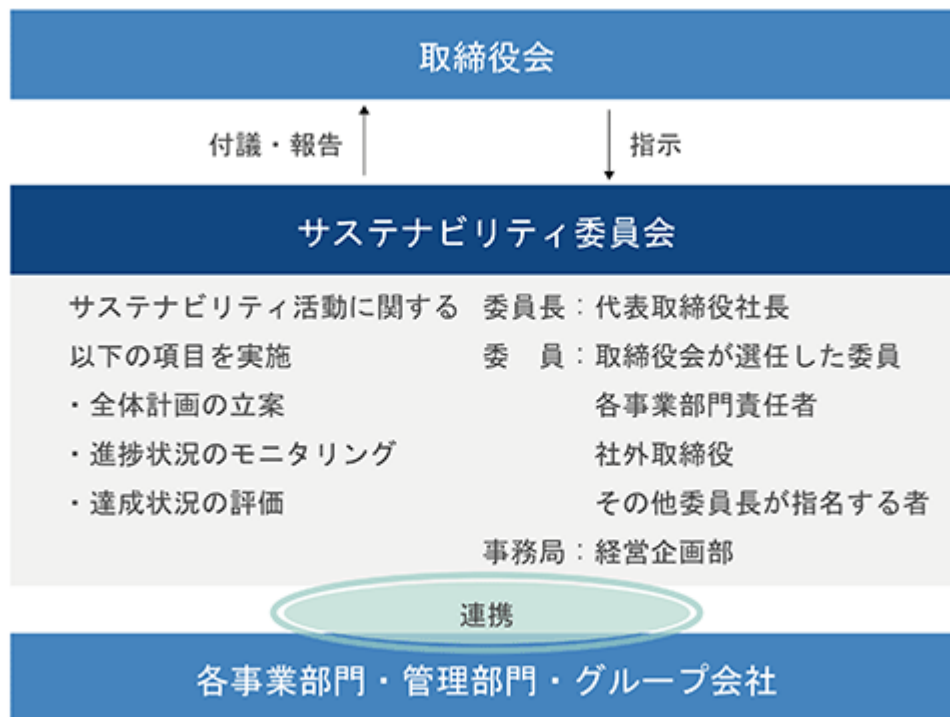 取締役会
付議・報告
指示
サステナビリティ委員会
サステナビリティ活動に関する
以下の項目を実施
・全体計画の立案
・進捗状況のモニタリング
・達成状況の評価
委員長：代表取締役社長
委　員：取締役会が選任した委員
各事業部門責任者
社外取締役
その他委員長が指名する者
事務局：経営企画部
連携
各事業部門・管理部門・グループ会社